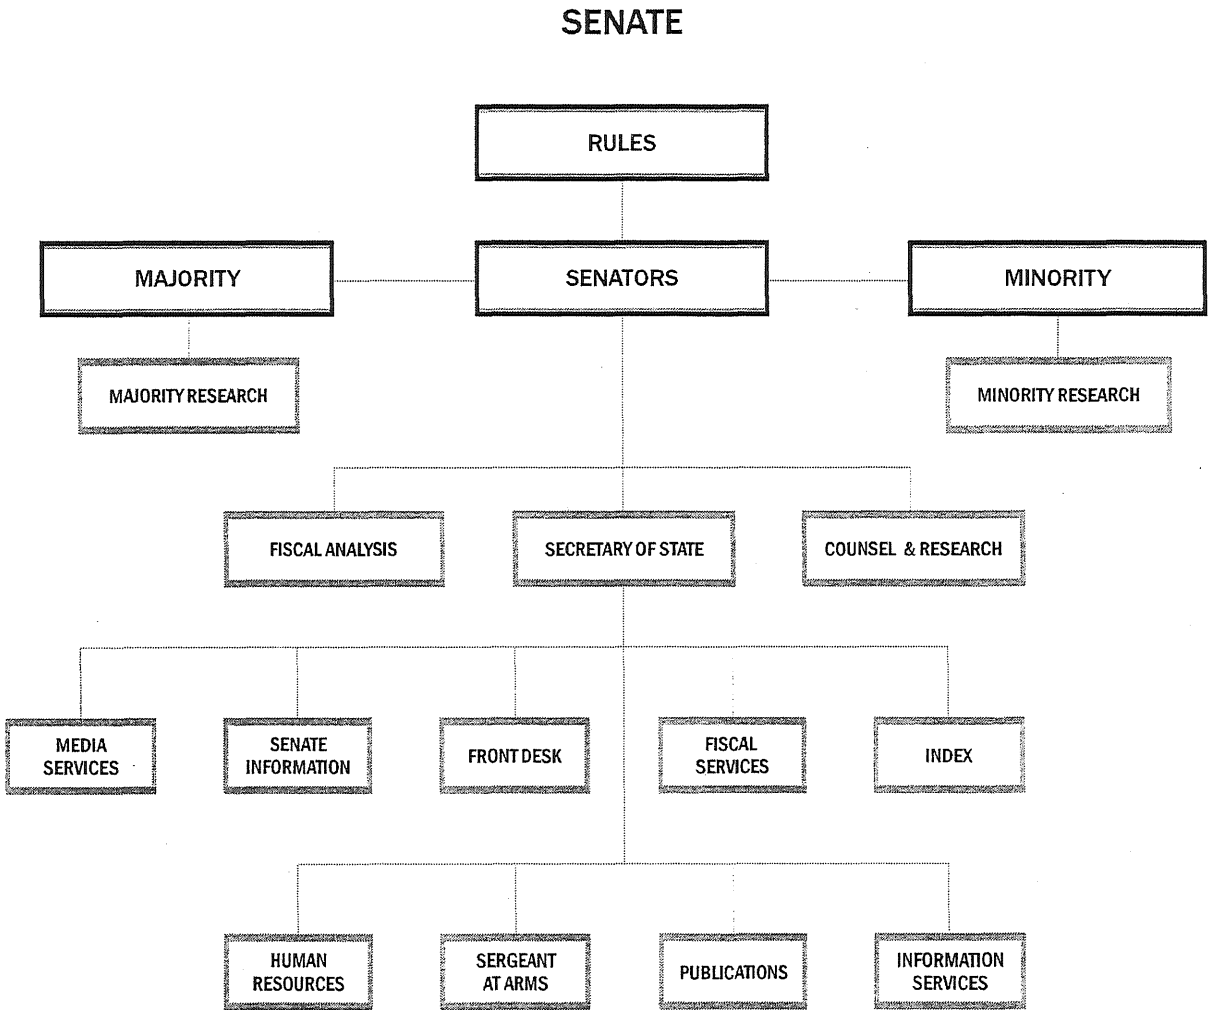 SENATE
RULES
MAJORITY
SENATORS
MINORITY
MAJORITY RESEARCH
MINORITY RESEARCH
FISCAL ANALYSIS
SECRETARY OF STATE
COUNSEL & RESEARCH
MEDIA
SERVICES
SENATE
INFORMATION
FRONT DESK
FISCAL
SERVICES
INDEX
HUMAN
RESOURCES
SERGEANT
AT ARMS
PUBLICATIONS
INFORMATION
SERVICES